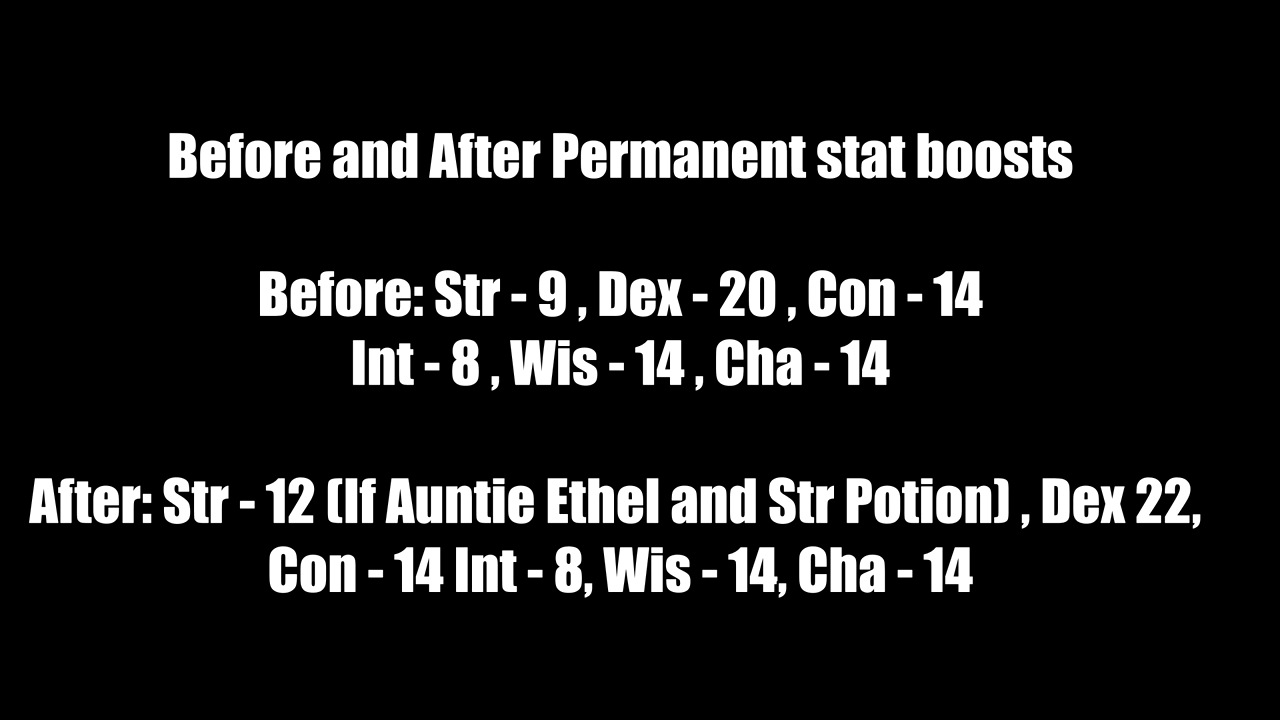 Before and After Permanent stat boosts
Before: Str - 9 , Dex - 20 , Con - 14
Int - 8 , Wis - 14 , Cha - 14
After: Str - 12 (If Auntie Ethel and Str Potion) , Dex 22,
Con - 14 Int - 8, Wis - 14, Cha - 14